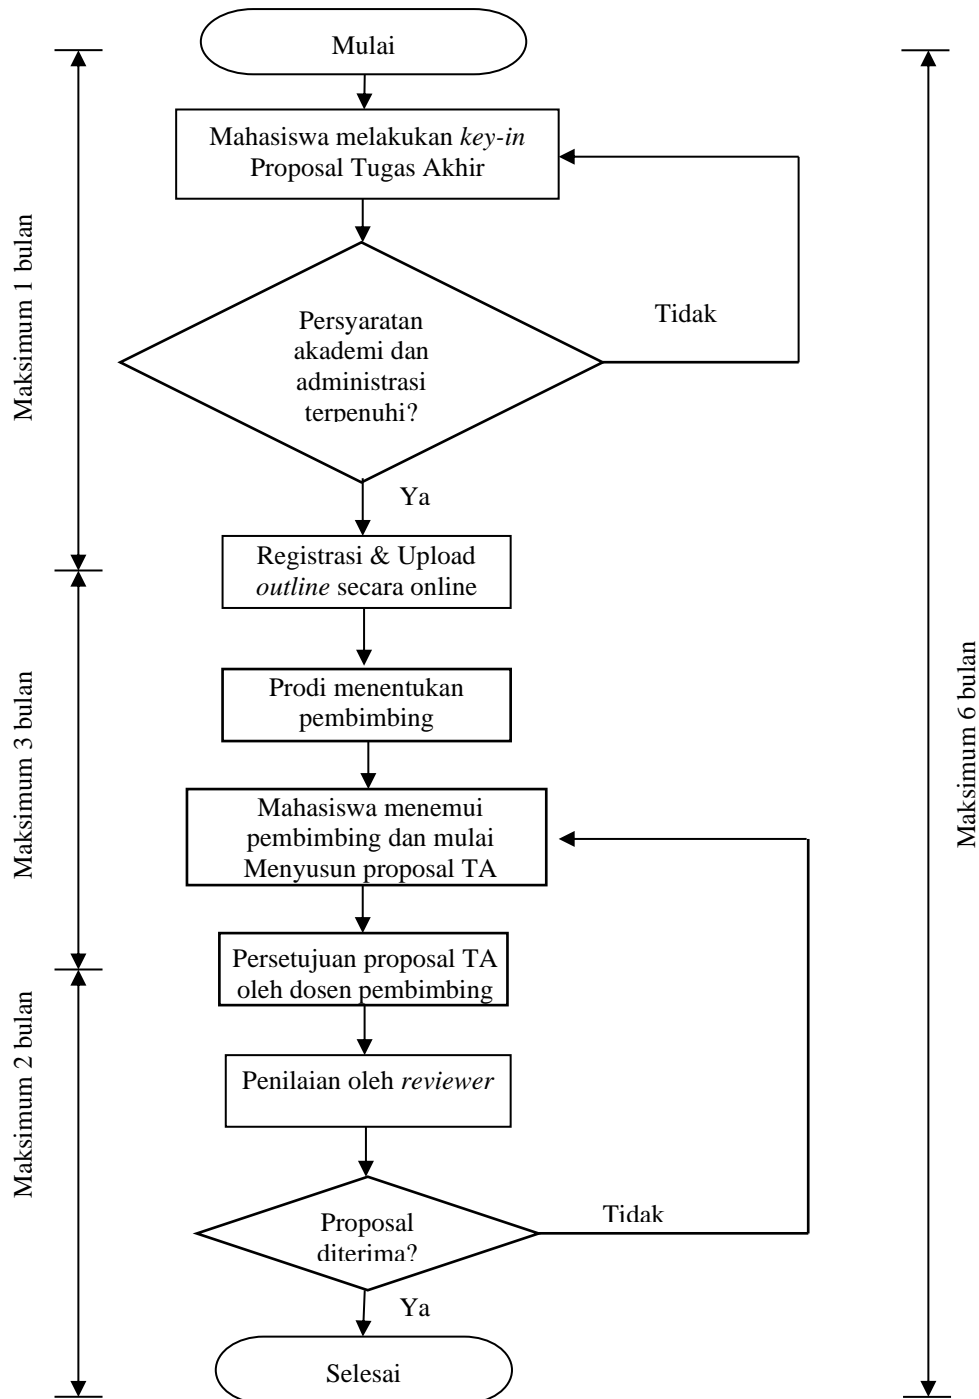 Mulai
Mahasiswa melakukan key-in
Proposal Tugas Akhir
Persyaratan
akademi dan
administrasi
terpenuhi?
Tidak
Ya
Registrasi & Upload
outline secara online
Prodi menentukan
pembimbing
Mahasiswa menemui
pembimbing dan mulai
Menyusun proposal TA
Persetujuan proposal TA
oleh dosen pembimbing
Penilaian oleh reviewer
Proposal
diterima?
Tidak
Ya
Selesai
Maksimum 1 bulan
Maksimum 3 bulan
Maksimum 2 bulan
Maksimum 6 bulan